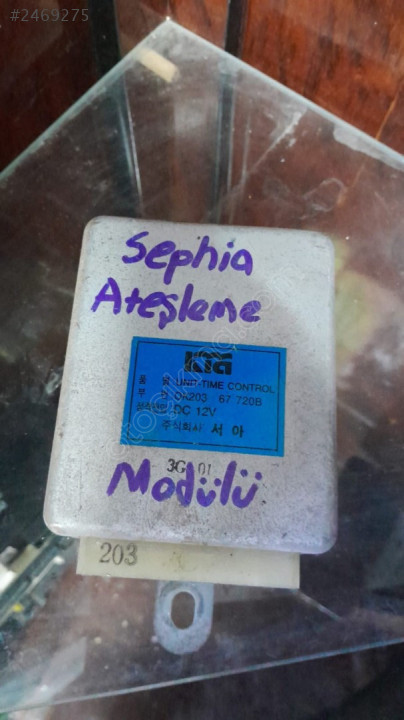 #2469275
Sephia
Ateşleme
KIA
UNIT-TIME CONTROL
0K203 67 720B
DC 12V
주식회사 서아
3G 01
Modülü
203